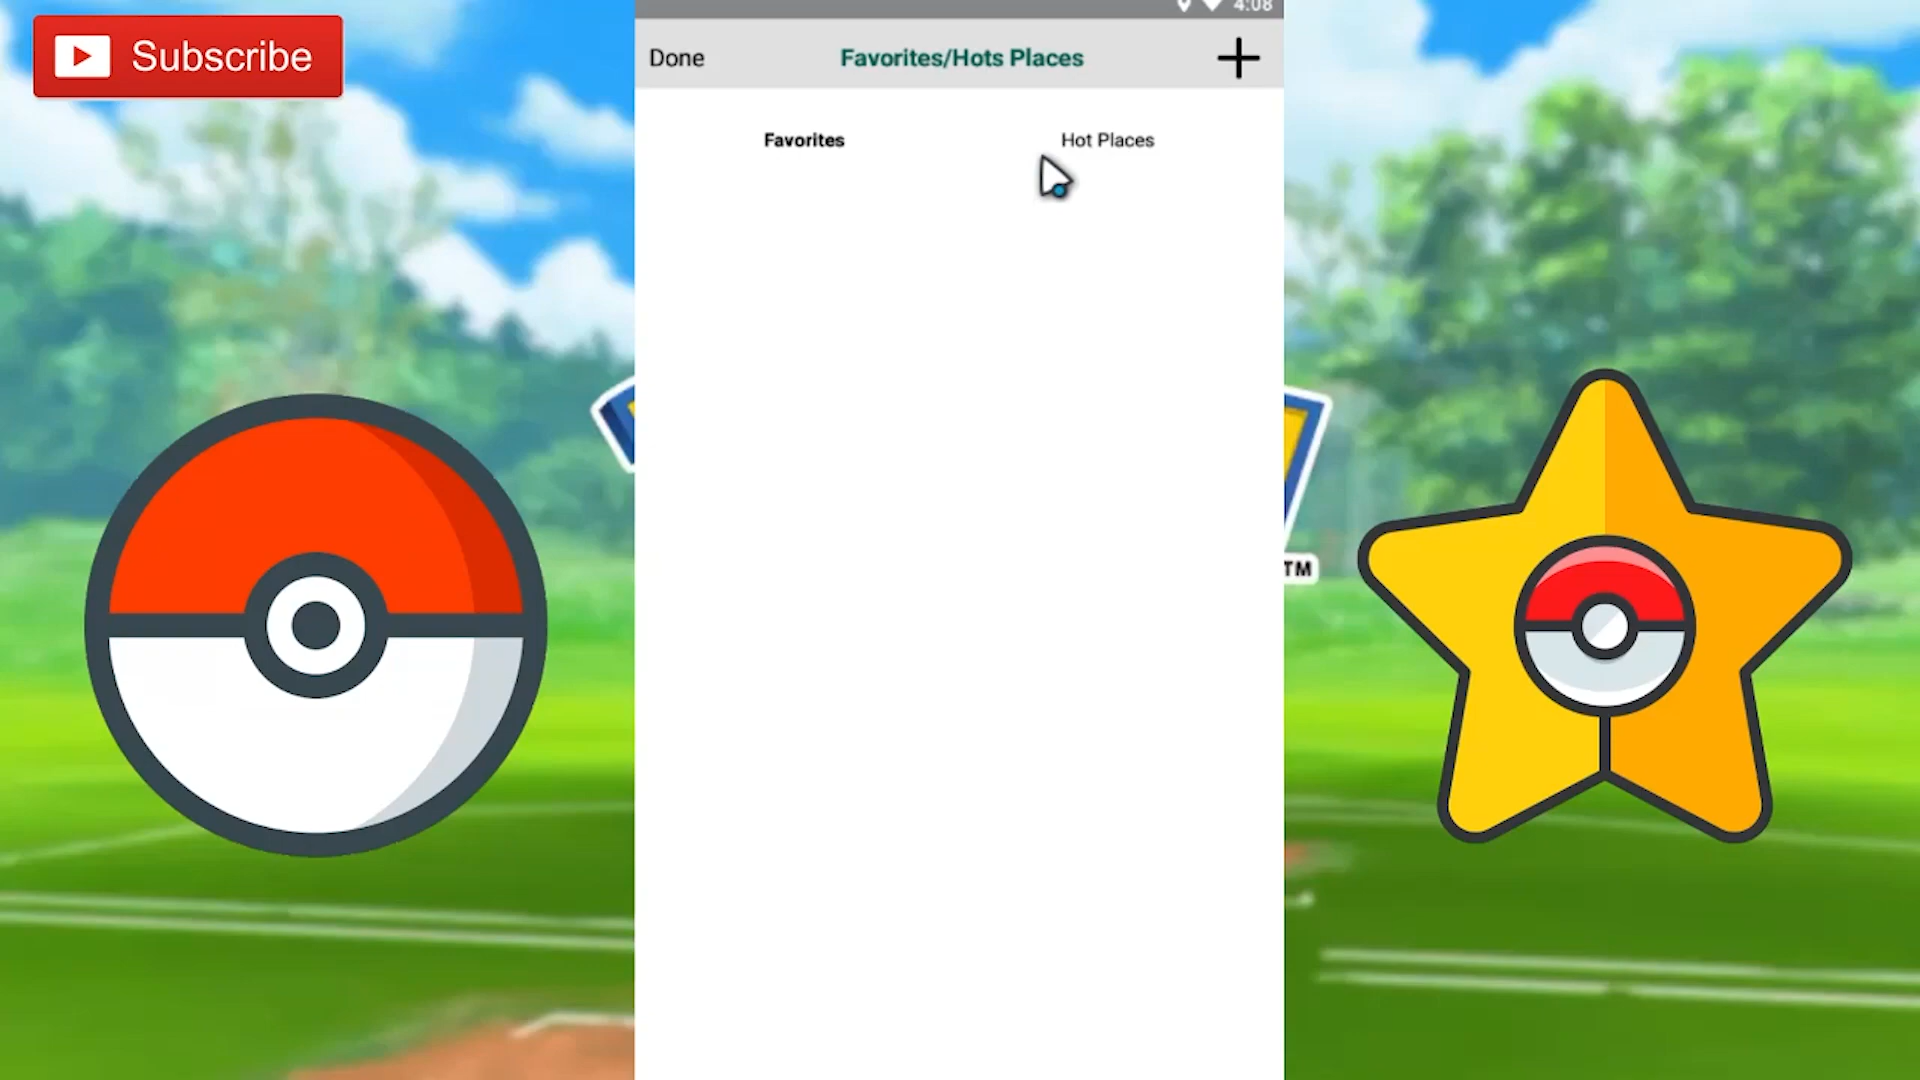 Subscribe
4:08
Done
Favorites/Hots Places
Favorites
Hot Places
TM